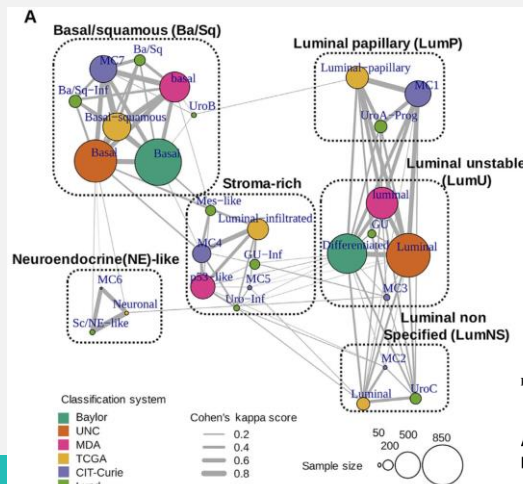 A
Basal/squamous (Ba/Sq)
MC7
Ba/Sq
basal
Ba/Sq-Inf
UroB
Basal-squamous
Basal
Basal
Luminal papillary (LumP)
Luminal-papillary
MC1
UroA-Prog
Luminal unstable
(LumU)
luminal
GU
Differentiated
Luminal
MC3
Stroma-rich
Mes-like
Luminal-infiltrated
MC4
GU-Inf
p53-like
MC5
Uro-Inf
Neuroendocrine(NE)-like
MC6
Neuronal
Sc/NE-like
Luminal non
Specified (LumNS)
MC2
Luminal
UroC
Classification system
Baylor
UNC
MDA
TCGA
CIT-Curie
Cohen's kappa score
0.2
0.4
0.6
0.8
Sample size
50
200
500
850